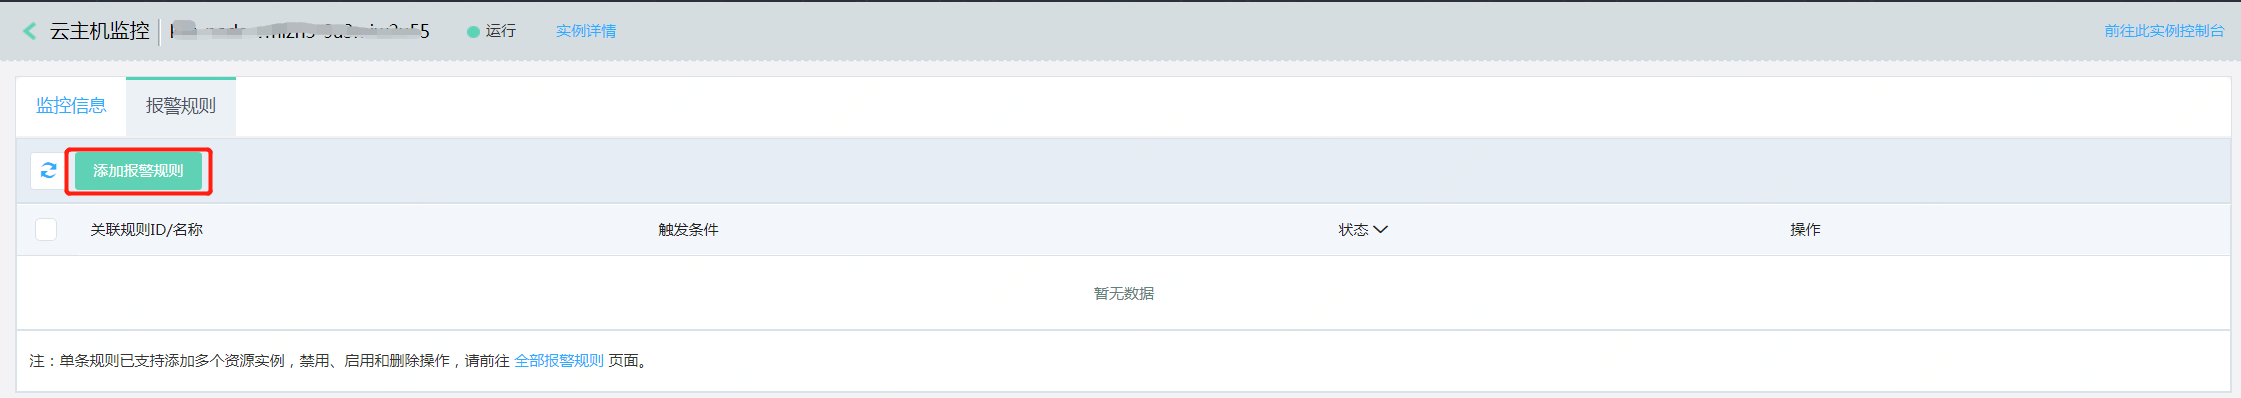 云主机监控 运行 实例详情 前往此实例控制台
监控信息 报警规则
添加报警规则
关联规则ID/名称 触发条件 状态 操作
暂无数据
注：单条规则已支持添加多个资源实例，禁用、启用和删除操作，请前往 全部报警规则 页面。